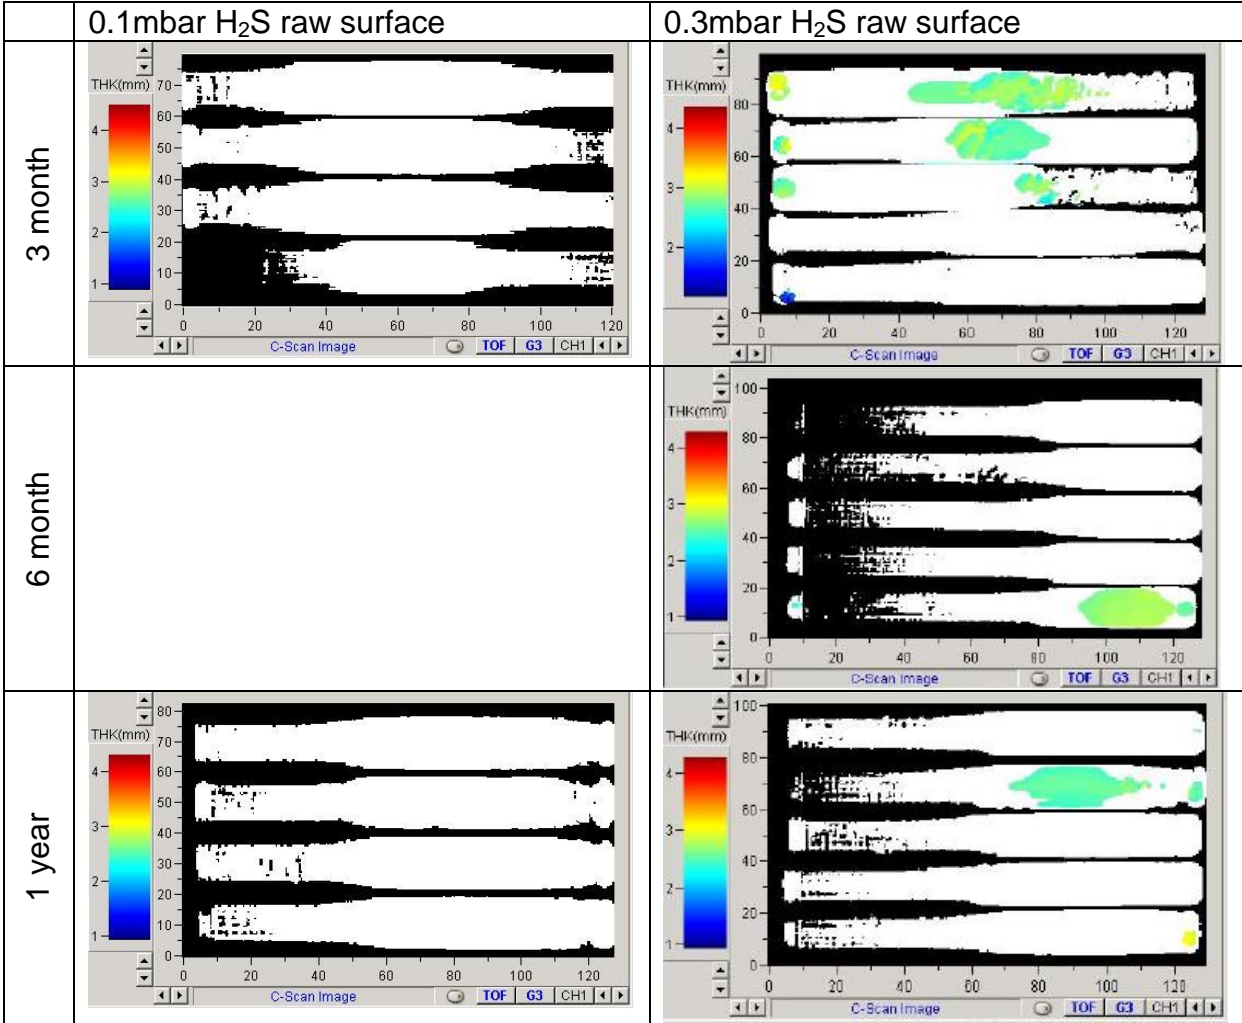 0.1mbar H₂S raw surface
0.3mbar H₂S raw surface
3 month
THK(mm)
4
3
2
1
70
60
50
40
30
20
10
0
0 20 40 60 80 100 120
C-Scan Image TOF G3 CH1
THK(mm)
4
3
2
80
60
40
20
0
0 20 40 60 80 100 120
C-Scan Image TOF G3 CH1
6 month
THK(mm)
4
3
2
1
100
80
60
40
20
0
0 20 40 60 80 100 120
C-Scan Image TOF G3 CH1
1 year
THK(mm)
4
3
2
1
80
70
60
50
40
30
20
10
0
0 20 40 60 80 100 120
C-Scan Image TOF G3 CH1
THK(mm)
4
3
2
1
100
80
60
40
20
0
0 20 40 60 80 100 120
C-Scan Image TOF G3 CH1